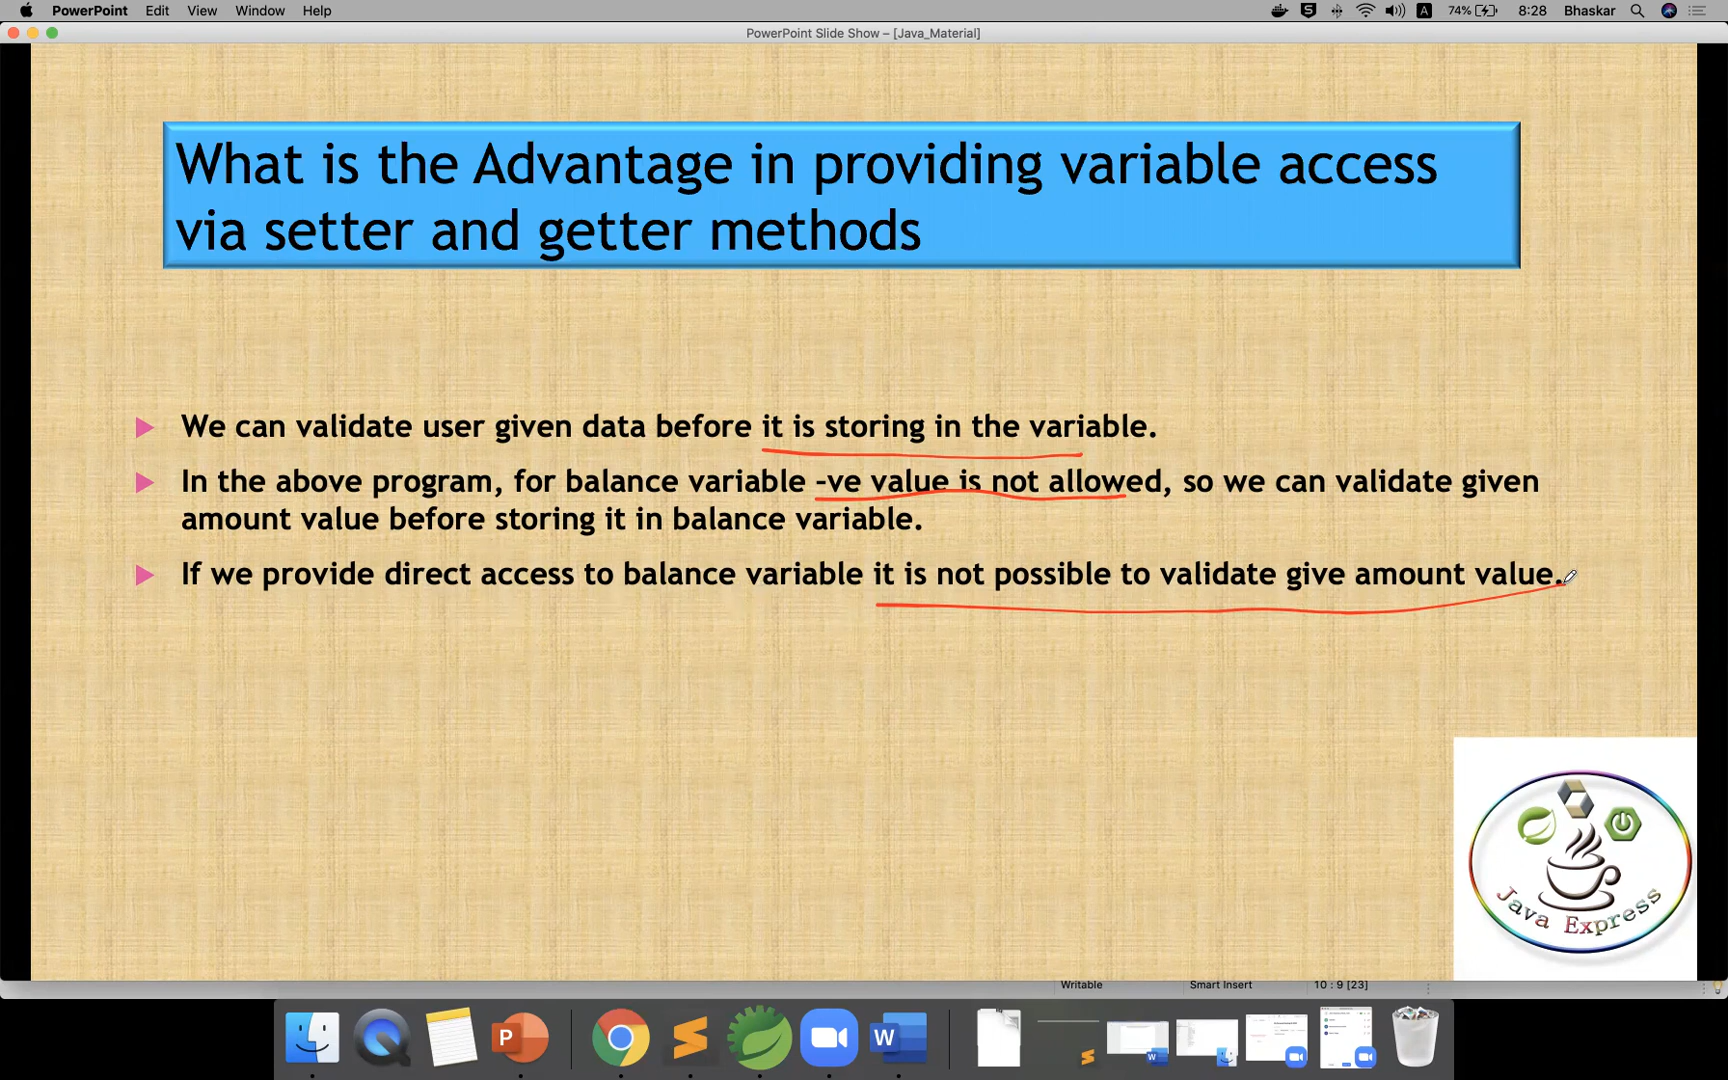 PowerPoint Edit View Window Help 74% 8:28 Bhaskar
PowerPoint Slide Show – [Java_Material]
What is the Advantage in providing variable access
via setter and getter methods
We can validate user given data before it is storing in the variable.
In the above program, for balance variable –ve value is not allowed, so we can validate given
amount value before storing it in balance variable.
If we provide direct access to balance variable it is not possible to validate give amount value.
Java Express
Writable Smart Insert 10 : 9 [23]